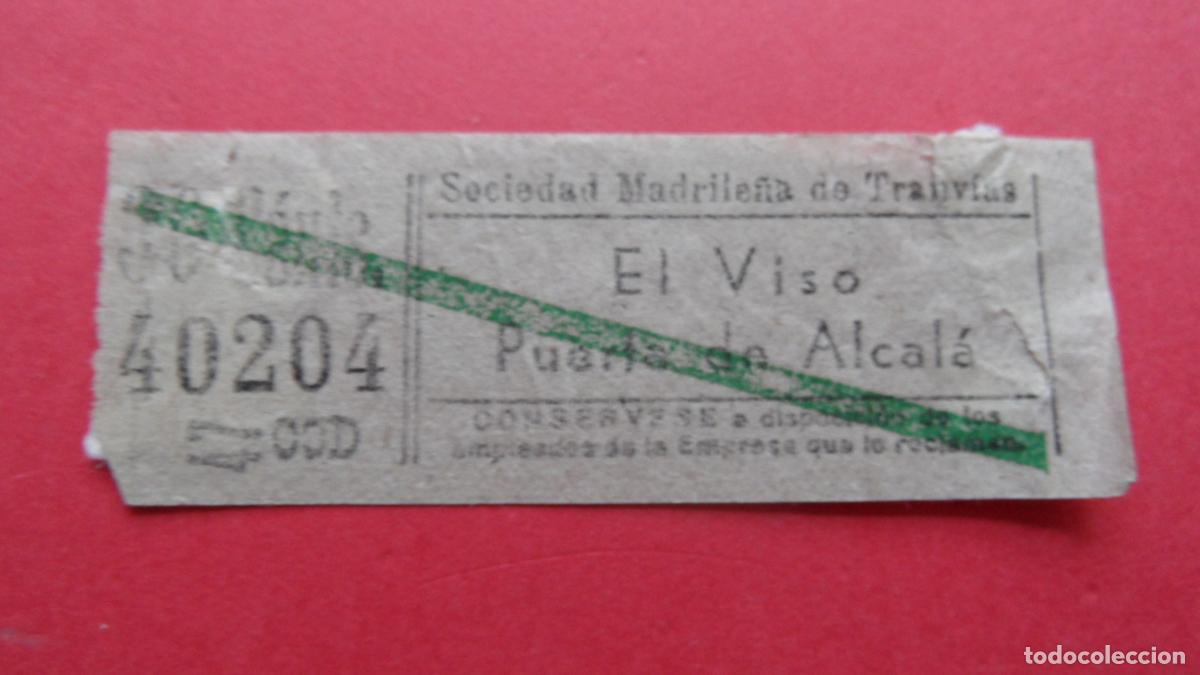 Sociedad Madrileña de Tranvías
El Viso
Puerta de Alcalá
CONSERVESE a disposición de los
empleados de la Empresa que lo reclamen.
40204
todocoleccion